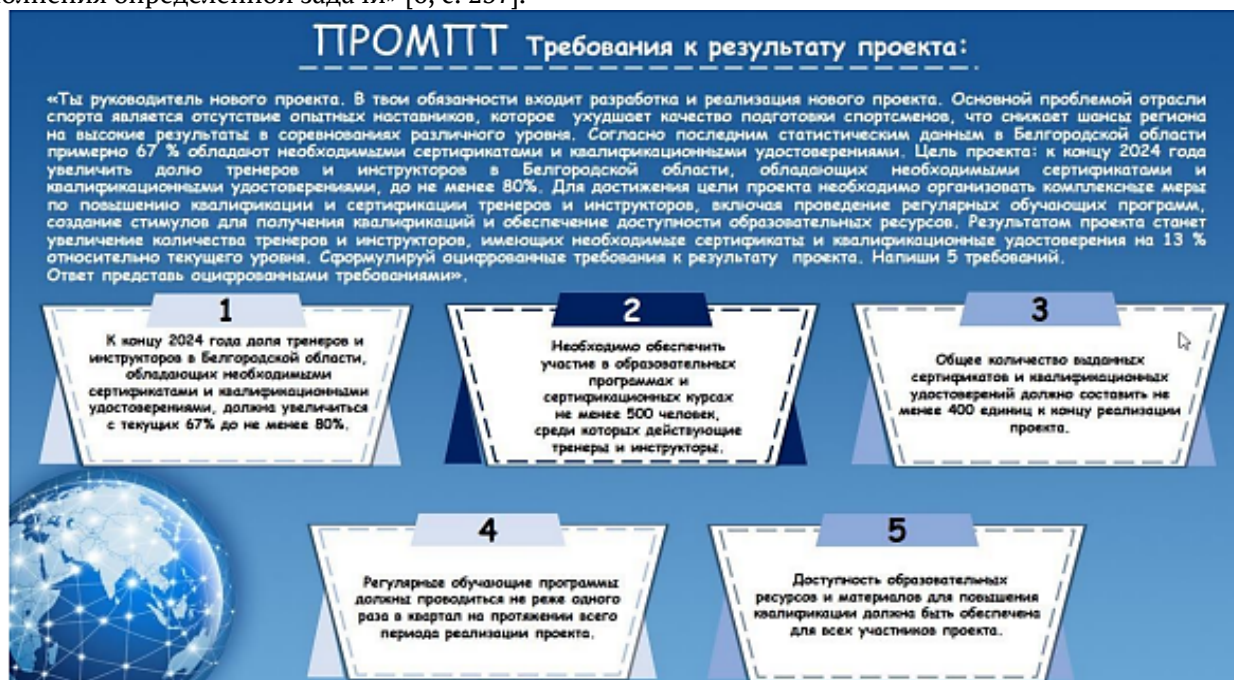 определенной задачи» [6, с. 257].
ПРОМПТ Требования к результату проекта:
«Ты руководитель нового проекта. В твои обязанности входит разработка и реализация нового проекта. Основной проблемой отрасли
спорта является отсутствие опытных наставников, которое ухудшает качество подготовки спортсменов, что снижает шансы региона
на высокие результаты в соревнованиях различного уровня. Согласно последним статистическим данным в Белгородской области
примерно 67 % обладают необходимыми сертификатами и квалификационными удостоверениями. Цель проекта: к концу 2024 года
увеличить долю тренеров и инструкторов в Белгородской области, обладающих необходимыми сертификатами и
квалификационными удостоверениями, до не менее 80%. Для достижения цели проекта необходимо организовать комплексные меры
по повышению квалификации и сертификации тренеров и инструкторов, включая проведение регулярных обучающих программ,
создание стимулов для получения квалификаций и обеспечение доступности образовательных ресурсов. Результатом проекта станет
увеличение количества тренеров и инструкторов, имеющих необходимые сертификаты и квалификационные удостоверения на 13 %
относительно текущего уровня. Сформулируй оцифрованные требования к результату проекта. Напиши 5 требований.
Ответ представь оцифрованными требованиями».
1
К концу 2024 года доля тренеров и
инструкторов в Белгородской области,
обладающих необходимыми
сертификатами и квалификационными
удостоверениями, должна увеличиться
с текущих 67% до не менее 80%.
2
Необходимо обеспечить
участие в образовательных
программах и
сертификационных курсах
не менее 500 человек,
среди которых действующие
тренеры и инструкторы.
3
Общее количество выданных
сертификатов и квалификационных
удостоверений должно составить не
менее 400 единиц к концу реализации
проекта.
4
Регулярные обучающие программы
должны проводиться не реже одного
раза в квартал на протяжении всего
периода реализации проекта.
5
Доступность образовательных
ресурсов и материалов для повышения
квалификации должна быть обеспечена
для всех участников проекта.